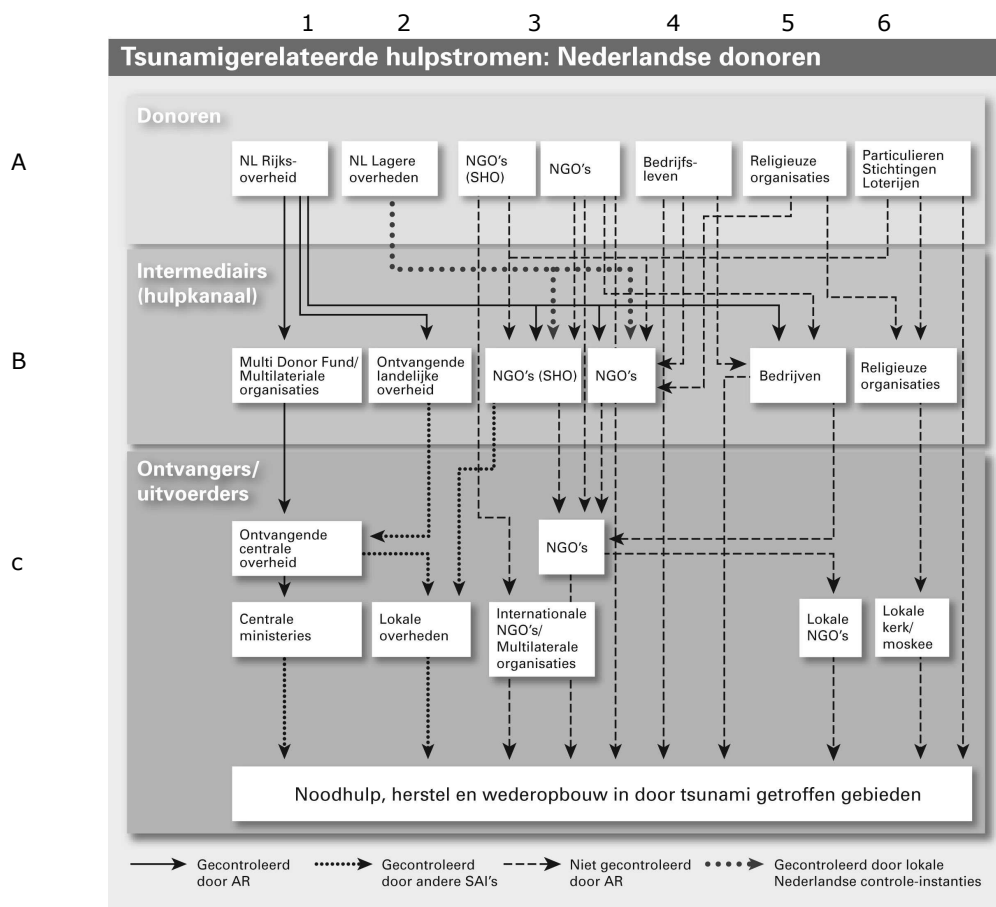 1 2 3 4 5 6
Tsunamigerelateerde hulpstromen: Nederlandse donoren
Donoren
A
NL Rijks-
overheid
NL Lagere
overheden
NGO's
(SHO)
NGO's
Bedrijfs-
leven
Religieuze
organisaties
Particulieren
Stichtingen
Loterijen
Intermediairs
(hulpkanaal)
B
Multi Donor Fund/
Multilateriale
organisaties
Ontvangende
landelijke
overheid
NGO's (SHO)
NGO's
Bedrijven
Religieuze
organisaties
Ontvangers/
uitvoerders
c
Ontvangende
centrale
overheid
NGO's
Centrale
ministeries
Lokale
overheden
Internationale
NGO's/
Multilaterale
organisaties
Lokale
NGO's
Lokale
kerk/
moskee
Noodhulp, herstel en wederopbouw in door tsunami getroffen gebieden
Gecontroleerd
door AR
Gecontroleerd
door andere SAI's
Niet gecontroleerd
door AR
Gecontroleerd door lokale
Nederlandse controle-instanties